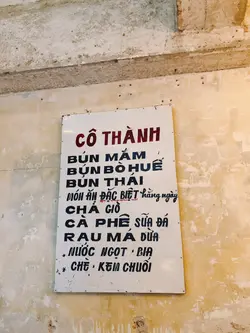 CÔ THÀNH
BÚN MẮM
BÚN BÒ HUẾ
BÚN THÁI
MÓN ĂN ĐẶC BIỆT hằng ngày
CHẢ GIÒ
CÀ PHÊ SỮA ĐÁ
RAU MÁ DỪA
NƯỚC NGỌT • BIA
CHÈ • KEM CHUỐI